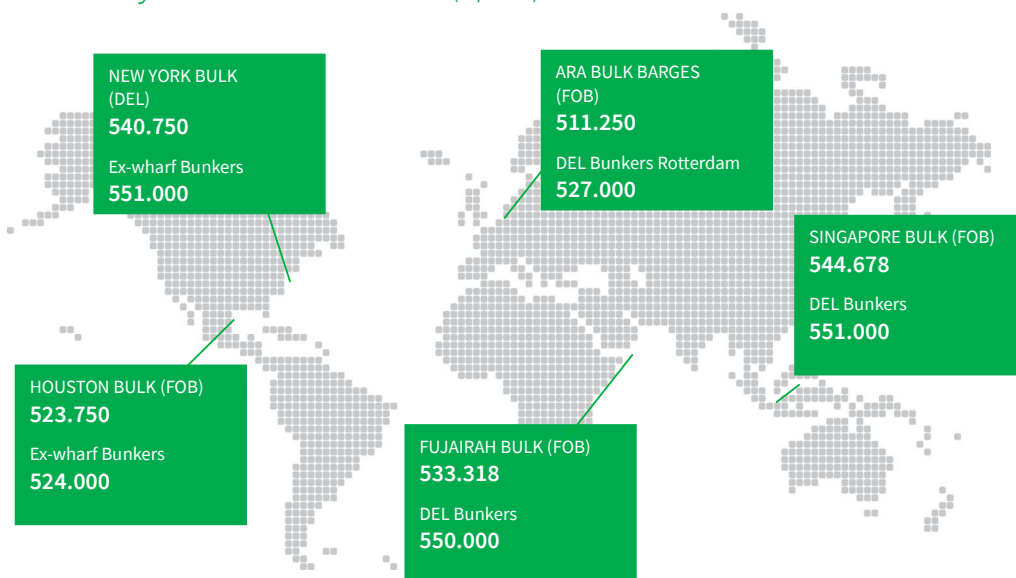 NEW YORK BULK
(DEL)
540.750
Ex-wharf Bunkers
551.000
ARA BULK BARGES
(FOB)
511.250
DEL Bunkers Rotterdam
527.000
SINGAPORE BULK (FOB)
544.678
DEL Bunkers
551.000
HOUSTON BULK (FOB)
523.750
Ex-wharf Bunkers
524.000
FUJAIRAH BULK (FOB)
533.318
DEL Bunkers
550.000